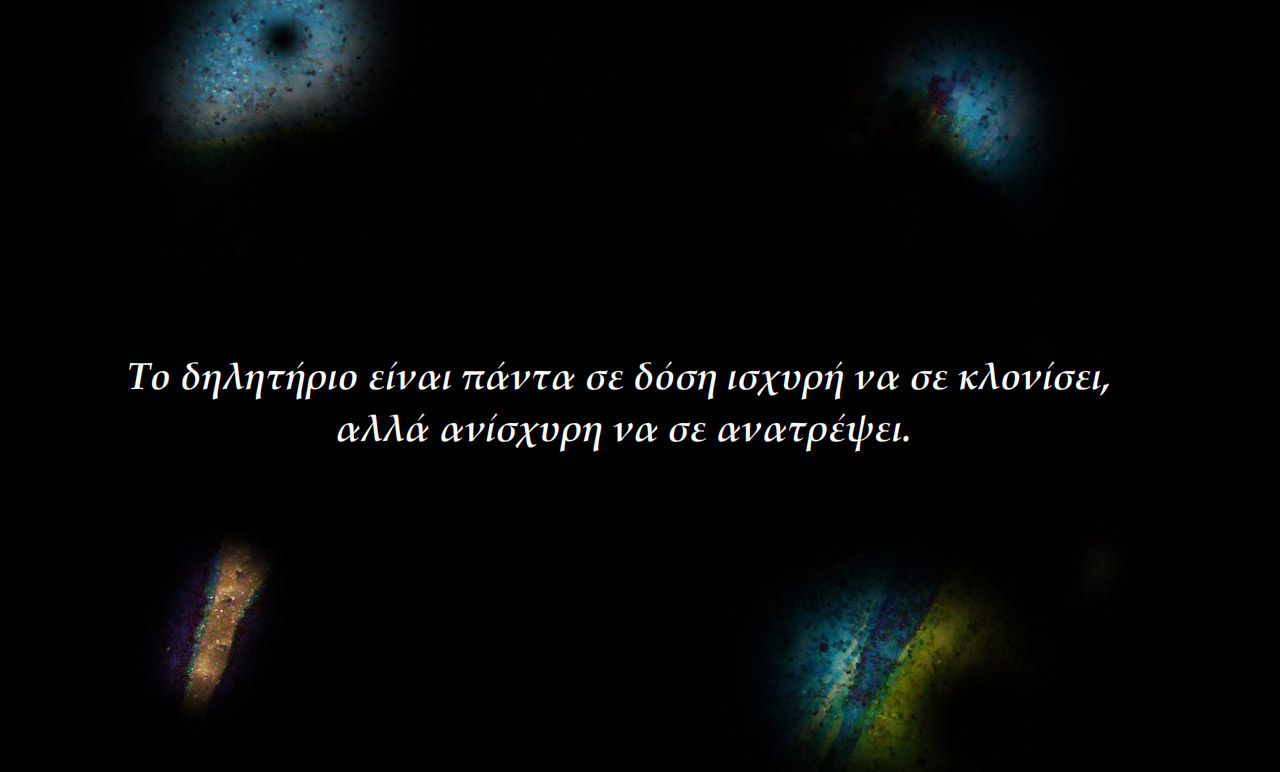 Το δηλητήριο είναι πάντα σε δόση ισχυρή να σε κλονίσει,
αλλά ανίσχυρη να σε ανατρέψει.